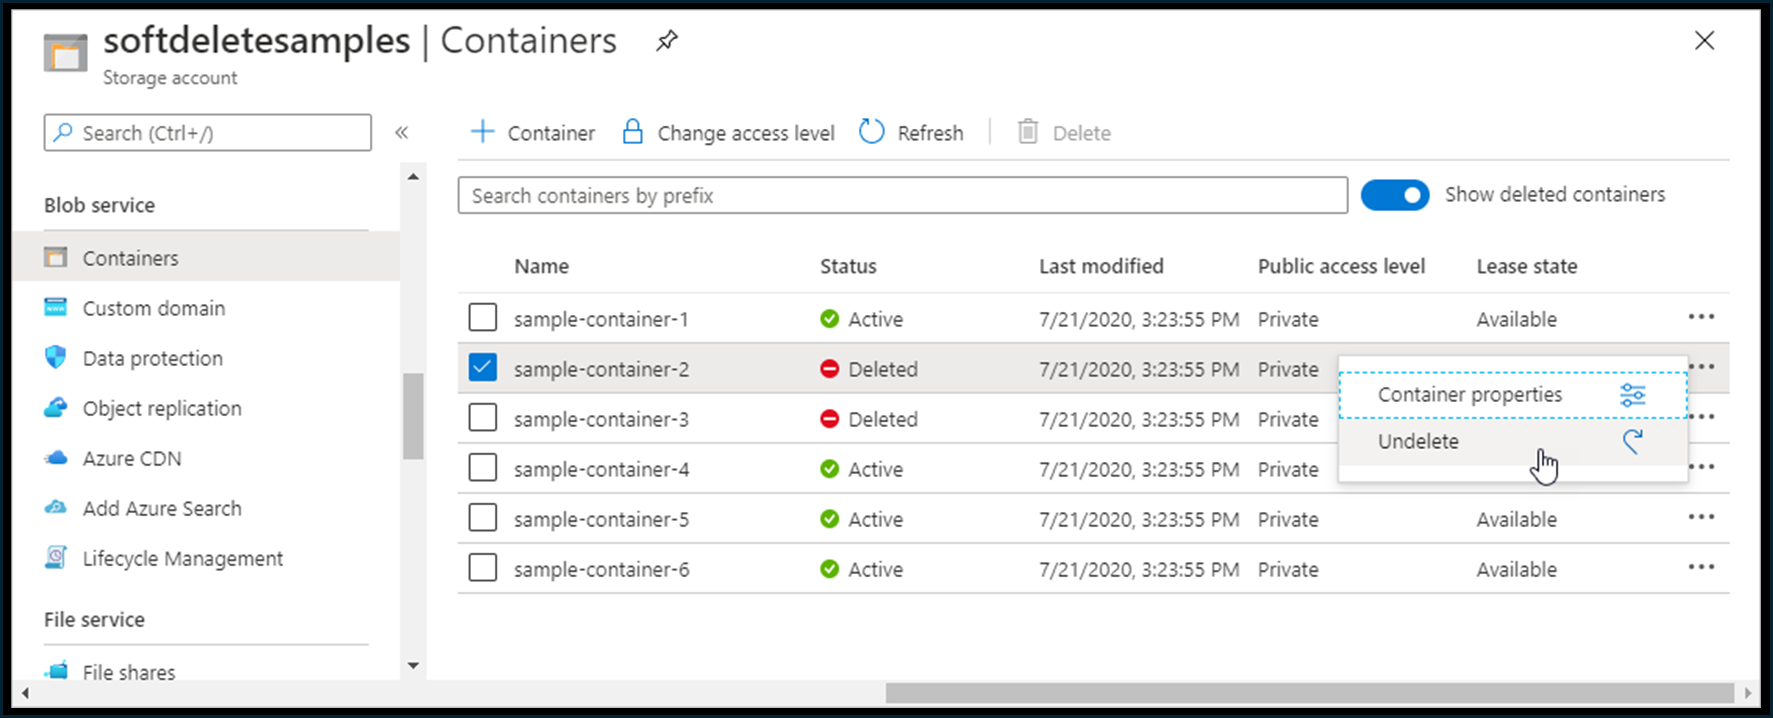 softdeletesamples | Containers
Storage account
Search (Ctrl+/)
«
Blob service
Containers
Custom domain
Data protection
Object replication
Azure CDN
Add Azure Search
Lifecycle Management
File service
File shares
Container
Change access level
Refresh
Delete
Search containers by prefix
Show deleted containers
Name Status Last modified Public access level Lease state
sample-container-1 Active 7/21/2020, 3:23:55 PM Private Available
sample-container-2 Deleted 7/21/2020, 3:23:55 PM Private
sample-container-3 Deleted 7/21/2020, 3:23:55 PM Private
sample-container-4 Active 7/21/2020, 3:23:55 PM Private
sample-container-5 Active 7/21/2020, 3:23:55 PM Private Available
sample-container-6 Active 7/21/2020, 3:23:55 PM Private Available
Container properties
Undelete